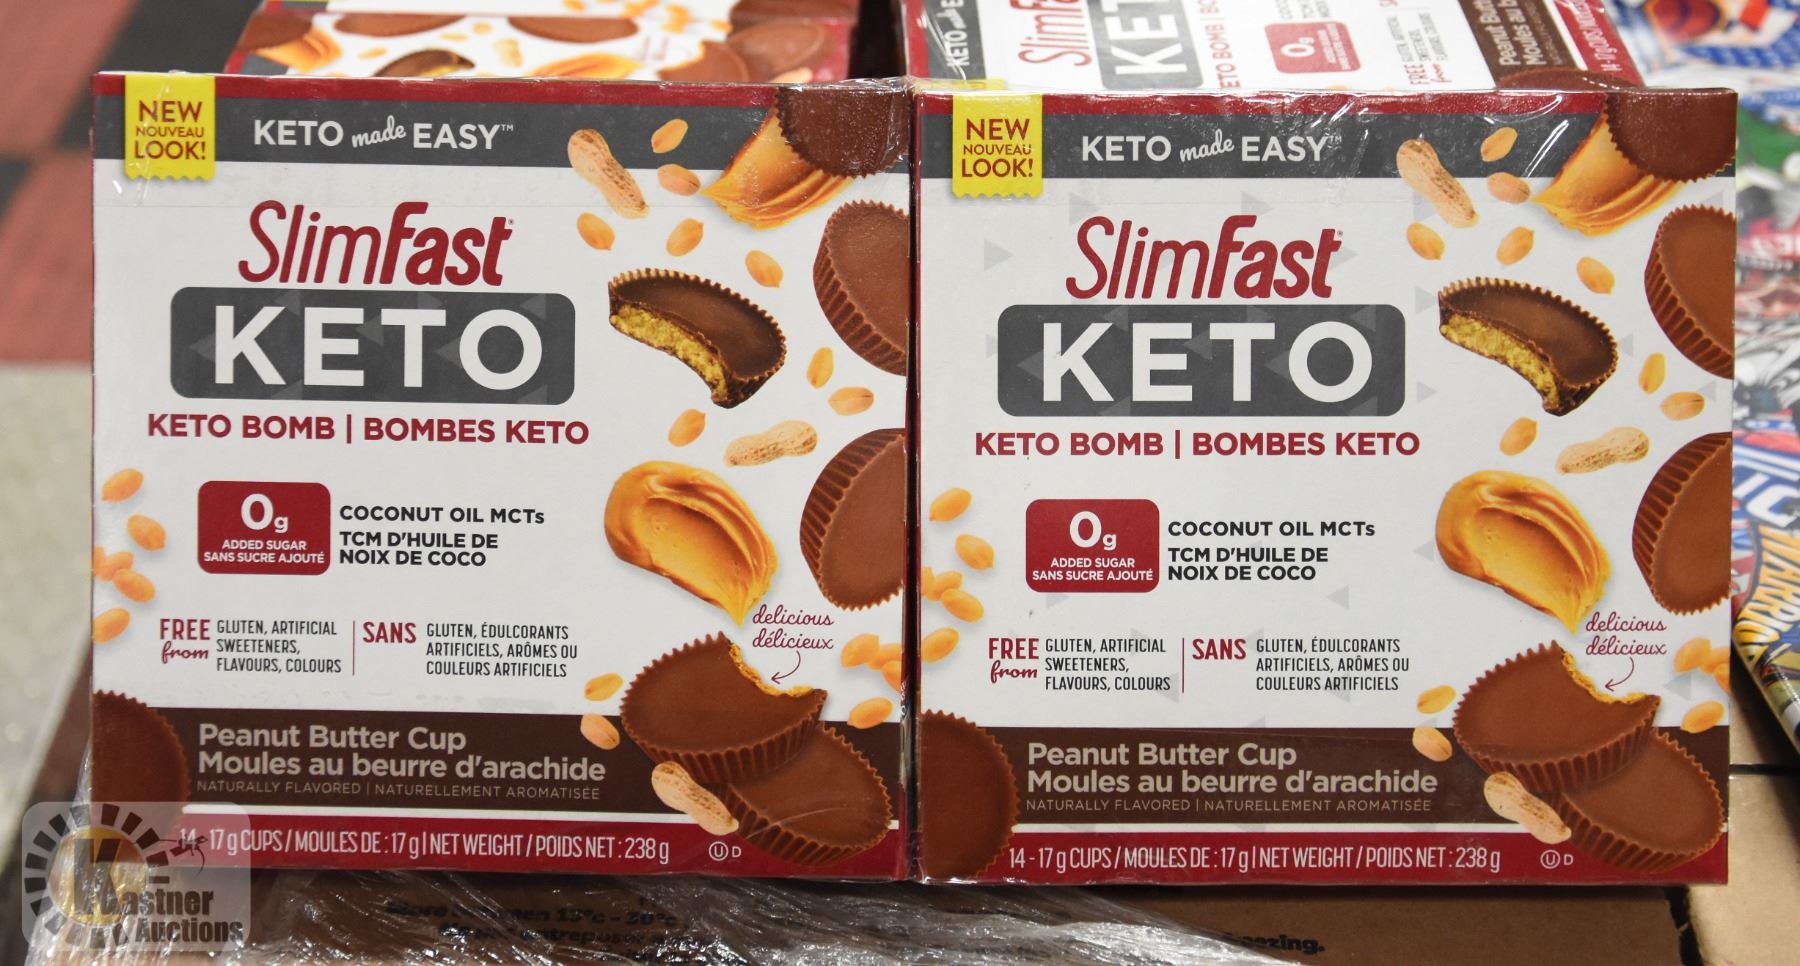 NEW
NOUVEAU
LOOK!
KETO made EASY™
SlimFast®
KETO
KETO BOMB | BOMBES KETO
0g
ADDED SUGAR
SANS SUCRE AJOUTÉ
COCONUT OIL MCTs
TCM D'HUILE DE
NOIX DE COCO
FREE from
GLUTEN, ARTIFICIAL
SWEETENERS,
FLAVOURS, COLOURS
SANS
GLUTEN, ÉDULCORANTS
ARTIFICIELS, ARÔMES OU
COULEURS ARTIFICIELS
delicious
délicieux
Peanut Butter Cup
Moules au beurre d'arachide
NATURALLY FLAVORED | NATURELLEMENT AROMATISÉE
14-17 g CUPS / MOULES DE : 17 g | NET WEIGHT / POIDS NET : 238 g
U D
NEW
NOUVEAU
LOOK!
KETO made EASY™
SlimFast®
KETO
KETO BOMB | BOMBES KETO
0g
ADDED SUGAR
SANS SUCRE AJOUTÉ
COCONUT OIL MCTs
TCM D'HUILE DE
NOIX DE COCO
FREE from
GLUTEN, ARTIFICIAL
SWEETENERS,
FLAVOURS, COLOURS
SANS
GLUTEN, ÉDULCORANTS
ARTIFICIELS, ARÔMES OU
COULEURS ARTIFICIELS
delicious
délicieux
Peanut Butter Cup
Moules au beurre d'arachide
NATURALLY FLAVORED | NATURELLEMENT AROMATISÉE
14-17 g CUPS / MOULES DE : 17 g | NET WEIGHT / POIDS NET : 238 g
U D
Kastner
Auctions